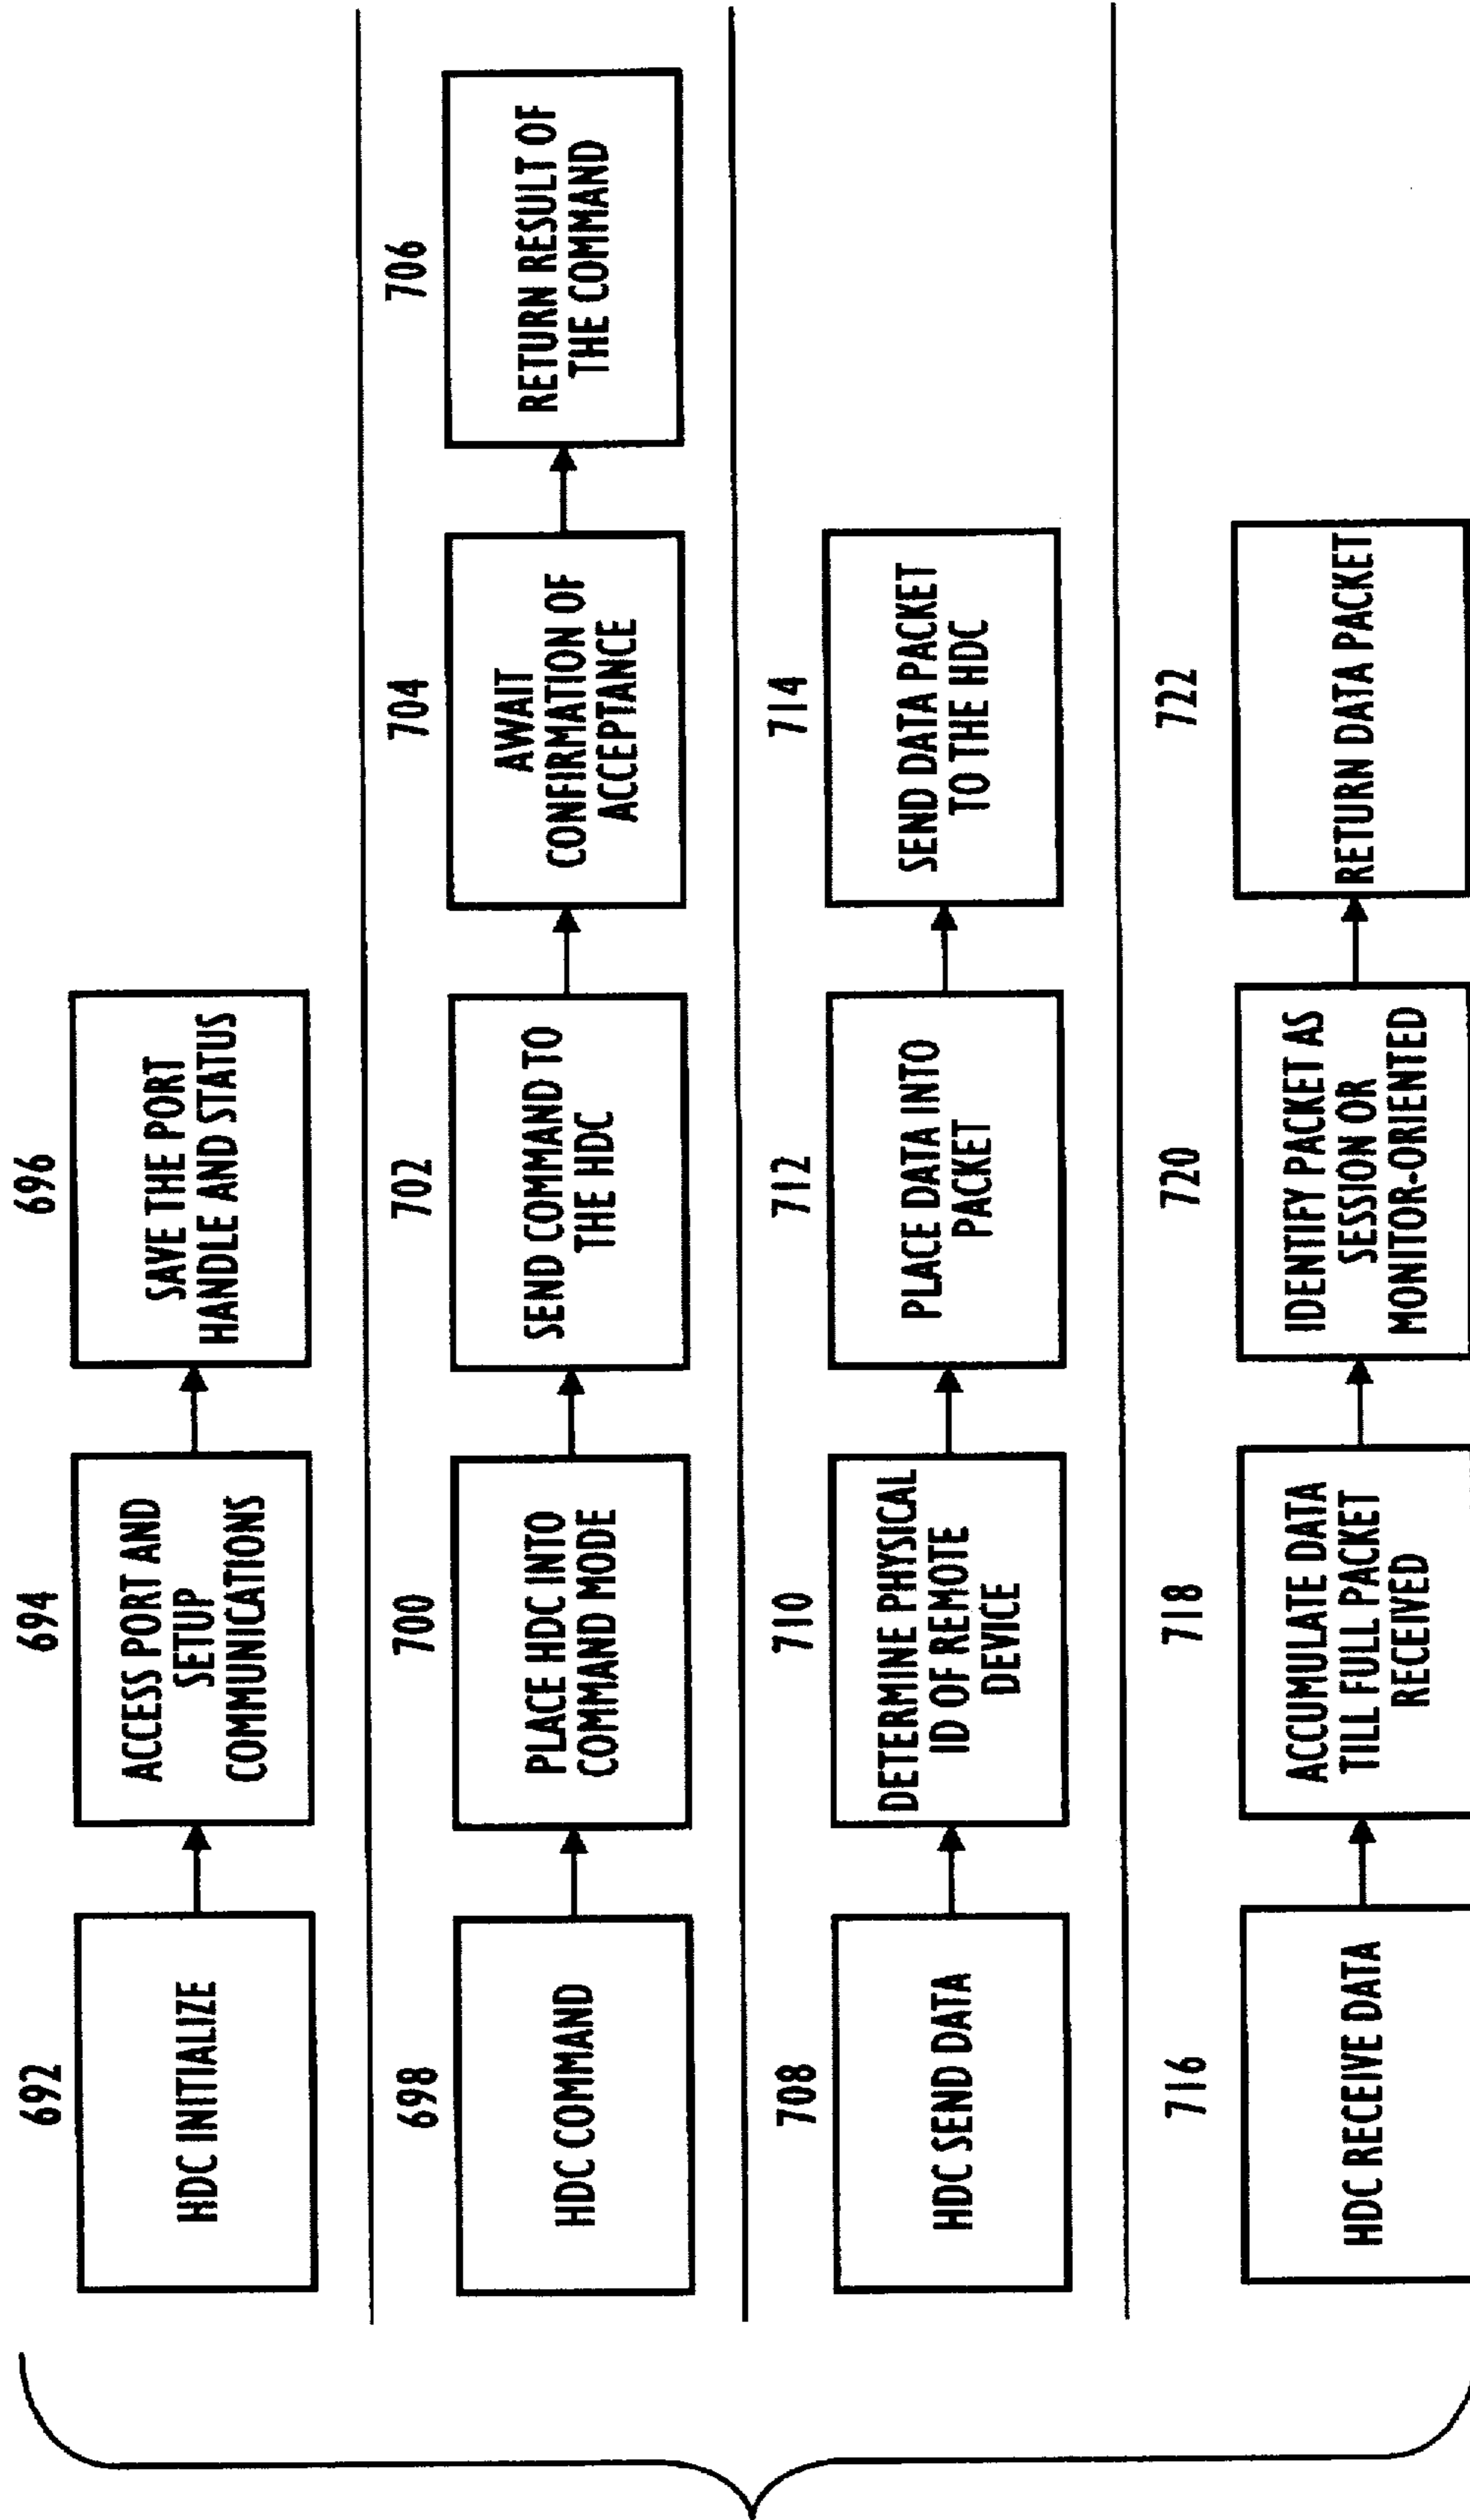 692
HDC INITIALIZE
694
ACCESS PORT AND
SETUP
COMMUNICATIONS
696
SAVE THE PORT
HANDLE AND STATUS
698
HDC COMMAND
700
PLACE HDC INTO
COMMAND MODE
702
SEND COMMAND TO
THE HDC
704
AWAIT
CONFIRMATION OF
ACCEPTANCE
706
RETURN RESULT OF
THE COMMAND
708
HDC SEND DATA
710
DETERMINE PHYSICAL
ID OF REMOTE
DEVICE
712
PLACE DATA INTO
PACKET
714
SEND DATA PACKET
TO THE HDC
716
HDC RECEIVE DATA
718
ACCUMULATE DATA
TILL FULL PACKET
RECEIVED
720
IDENTIFY PACKET AS
SESSION OR
MONITOR-ORIENTED
722
RETURN DATA PACKET